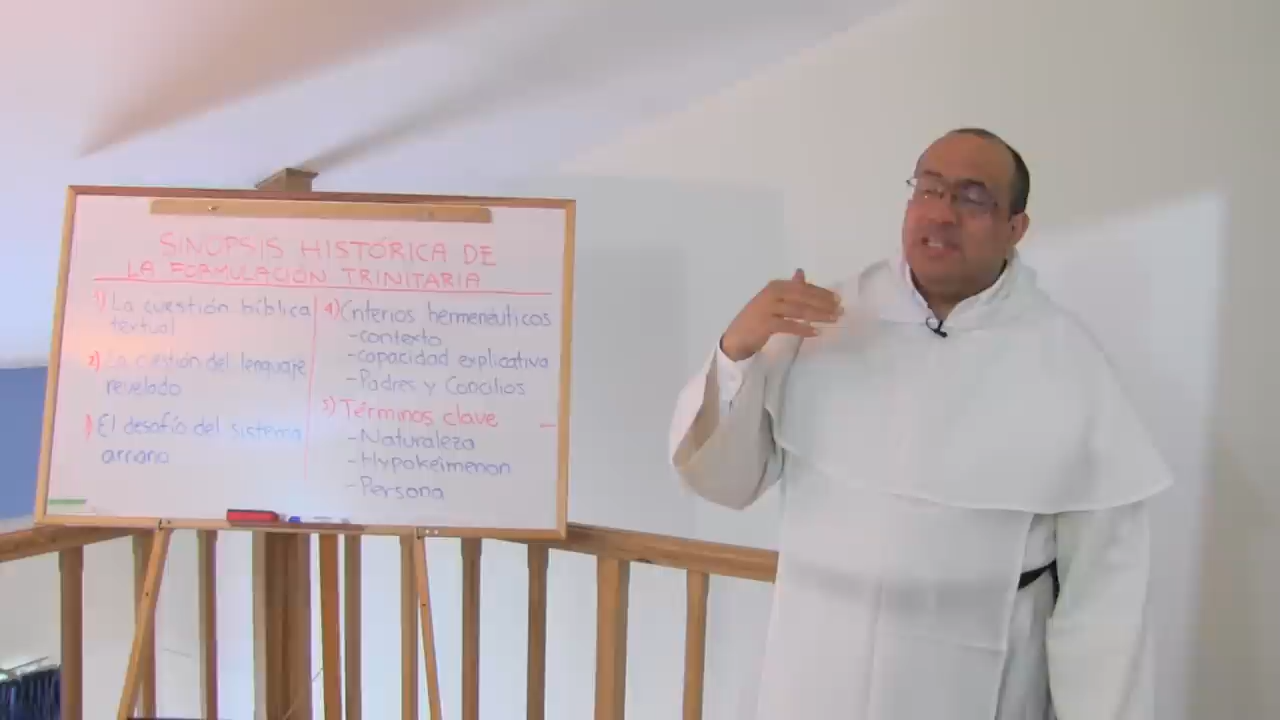 SINOPSIS HISTÓRICA DE
LA FORMULACIÓN TRINITARIA
1) La cuestión bíblica
textual
2) La cuestión del lenguaje
revelado
3) El desafío del sistema
arriano
4) Criterios hermenéuticos
-contexto
-capacidad explicativa
-Padres y Concilios
5) Términos clave
-Naturaleza
-Hypokéimenon
-Persona